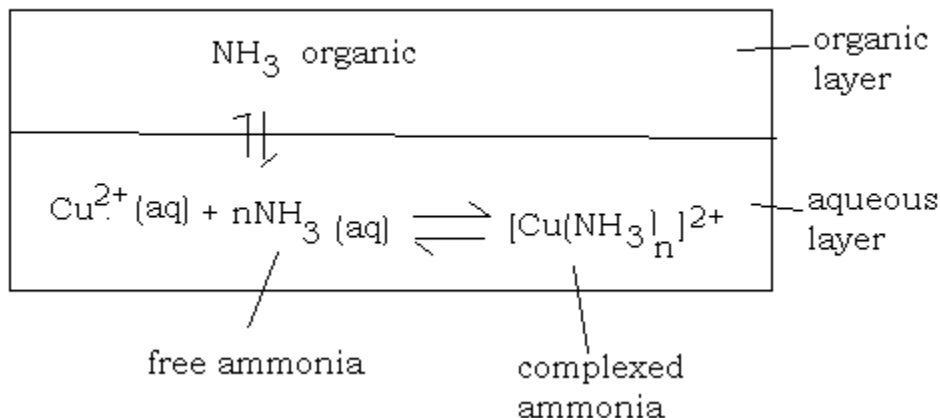 NH3 organic
organic
layer
Cu2+ (aq) + nNH3 (aq) ⇌ [Cu(NH3)n]2+
aqueous
layer
free ammonia
complexed
ammonia